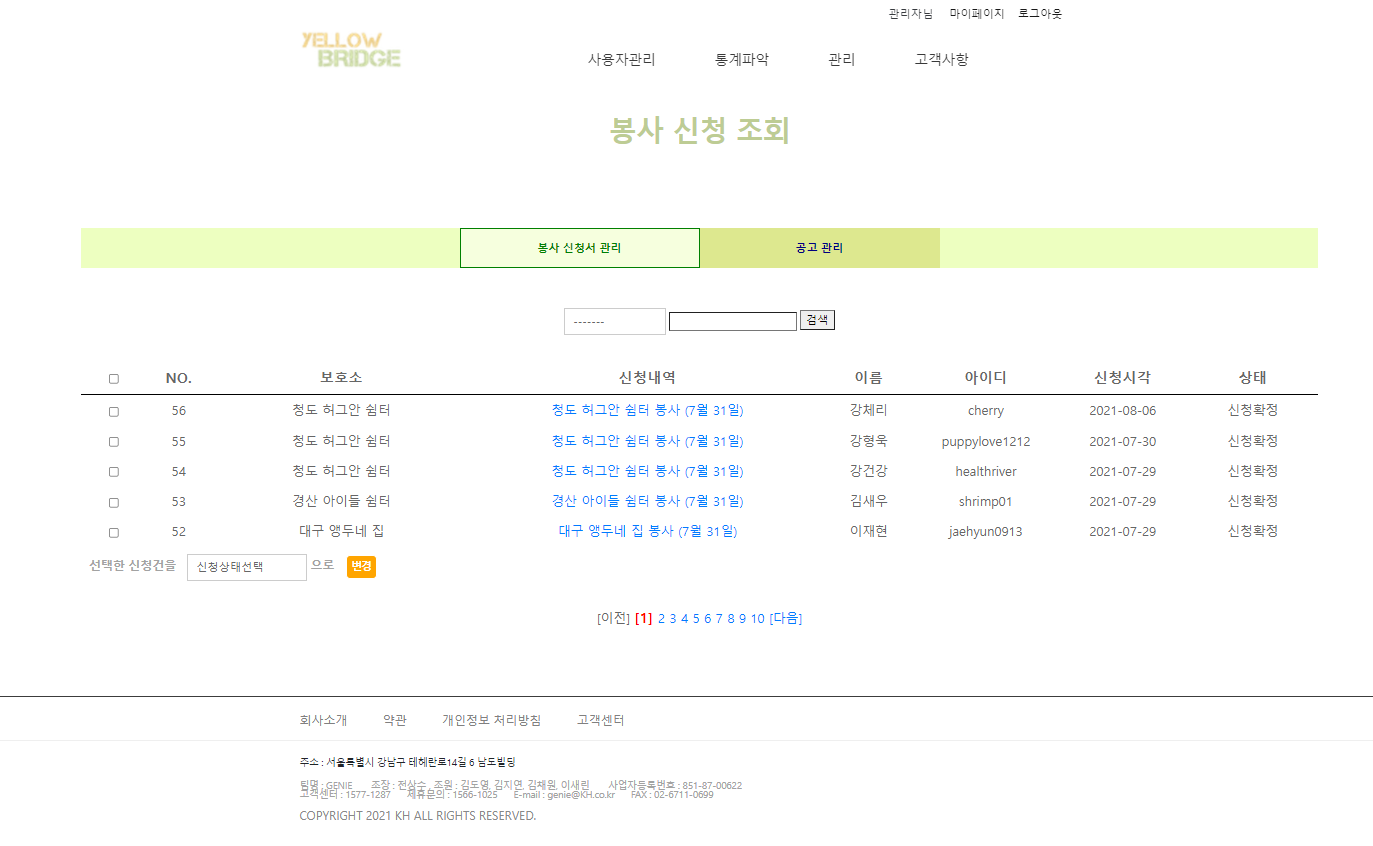 관리자님 마이페이지 로그아웃
YELLOW
BRIDGE
사용자관리 통계파악 관리 고객사항
봉사 신청 조회
봉사 신청서 관리 공고 관리
------- 검색
NO. 보호소 신청내역 이름 아이디 신청시각 상태
56 청도 허그안 쉼터 청도 허그안 쉼터 봉사 (7월 31일) 강체리 cherry 2021-08-06 신청확정
55 청도 허그안 쉼터 청도 허그안 쉼터 봉사 (7월 31일) 강형욱 puppylove1212 2021-07-30 신청확정
54 청도 허그안 쉼터 청도 허그안 쉼터 봉사 (7월 31일) 강건강 healthriver 2021-07-29 신청확정
53 경산 아이들 쉼터 경산 아이들 쉼터 봉사 (7월 31일) 김새우 shrimp01 2021-07-29 신청확정
52 대구 앵두네 집 대구 앵두네 집 봉사 (7월 31일) 이재현 jaehyun0913 2021-07-29 신청확정
선택한 신청건을 신청상태선택 으로 변경
[이전] [1] 2 3 4 5 6 7 8 9 10 [다음]
회사소개 약관 개인정보 처리방침 고객센터
주소 : 서울특별시 강남구 테헤란로14길 6 남도빌딩
팀명 : GENIE 조장 : 전상수 , 조원 : 김도영, 김지연, 김채원, 이새린 사업자등록번호 : 851-87-00622
고객센터 : 1577-1287 제휴문의 : 1566-1025 E-mail : genie@KH.co.kr FAX : 02-6711-0699
COPYRIGHT 2021 KH ALL RIGHTS RESERVED.